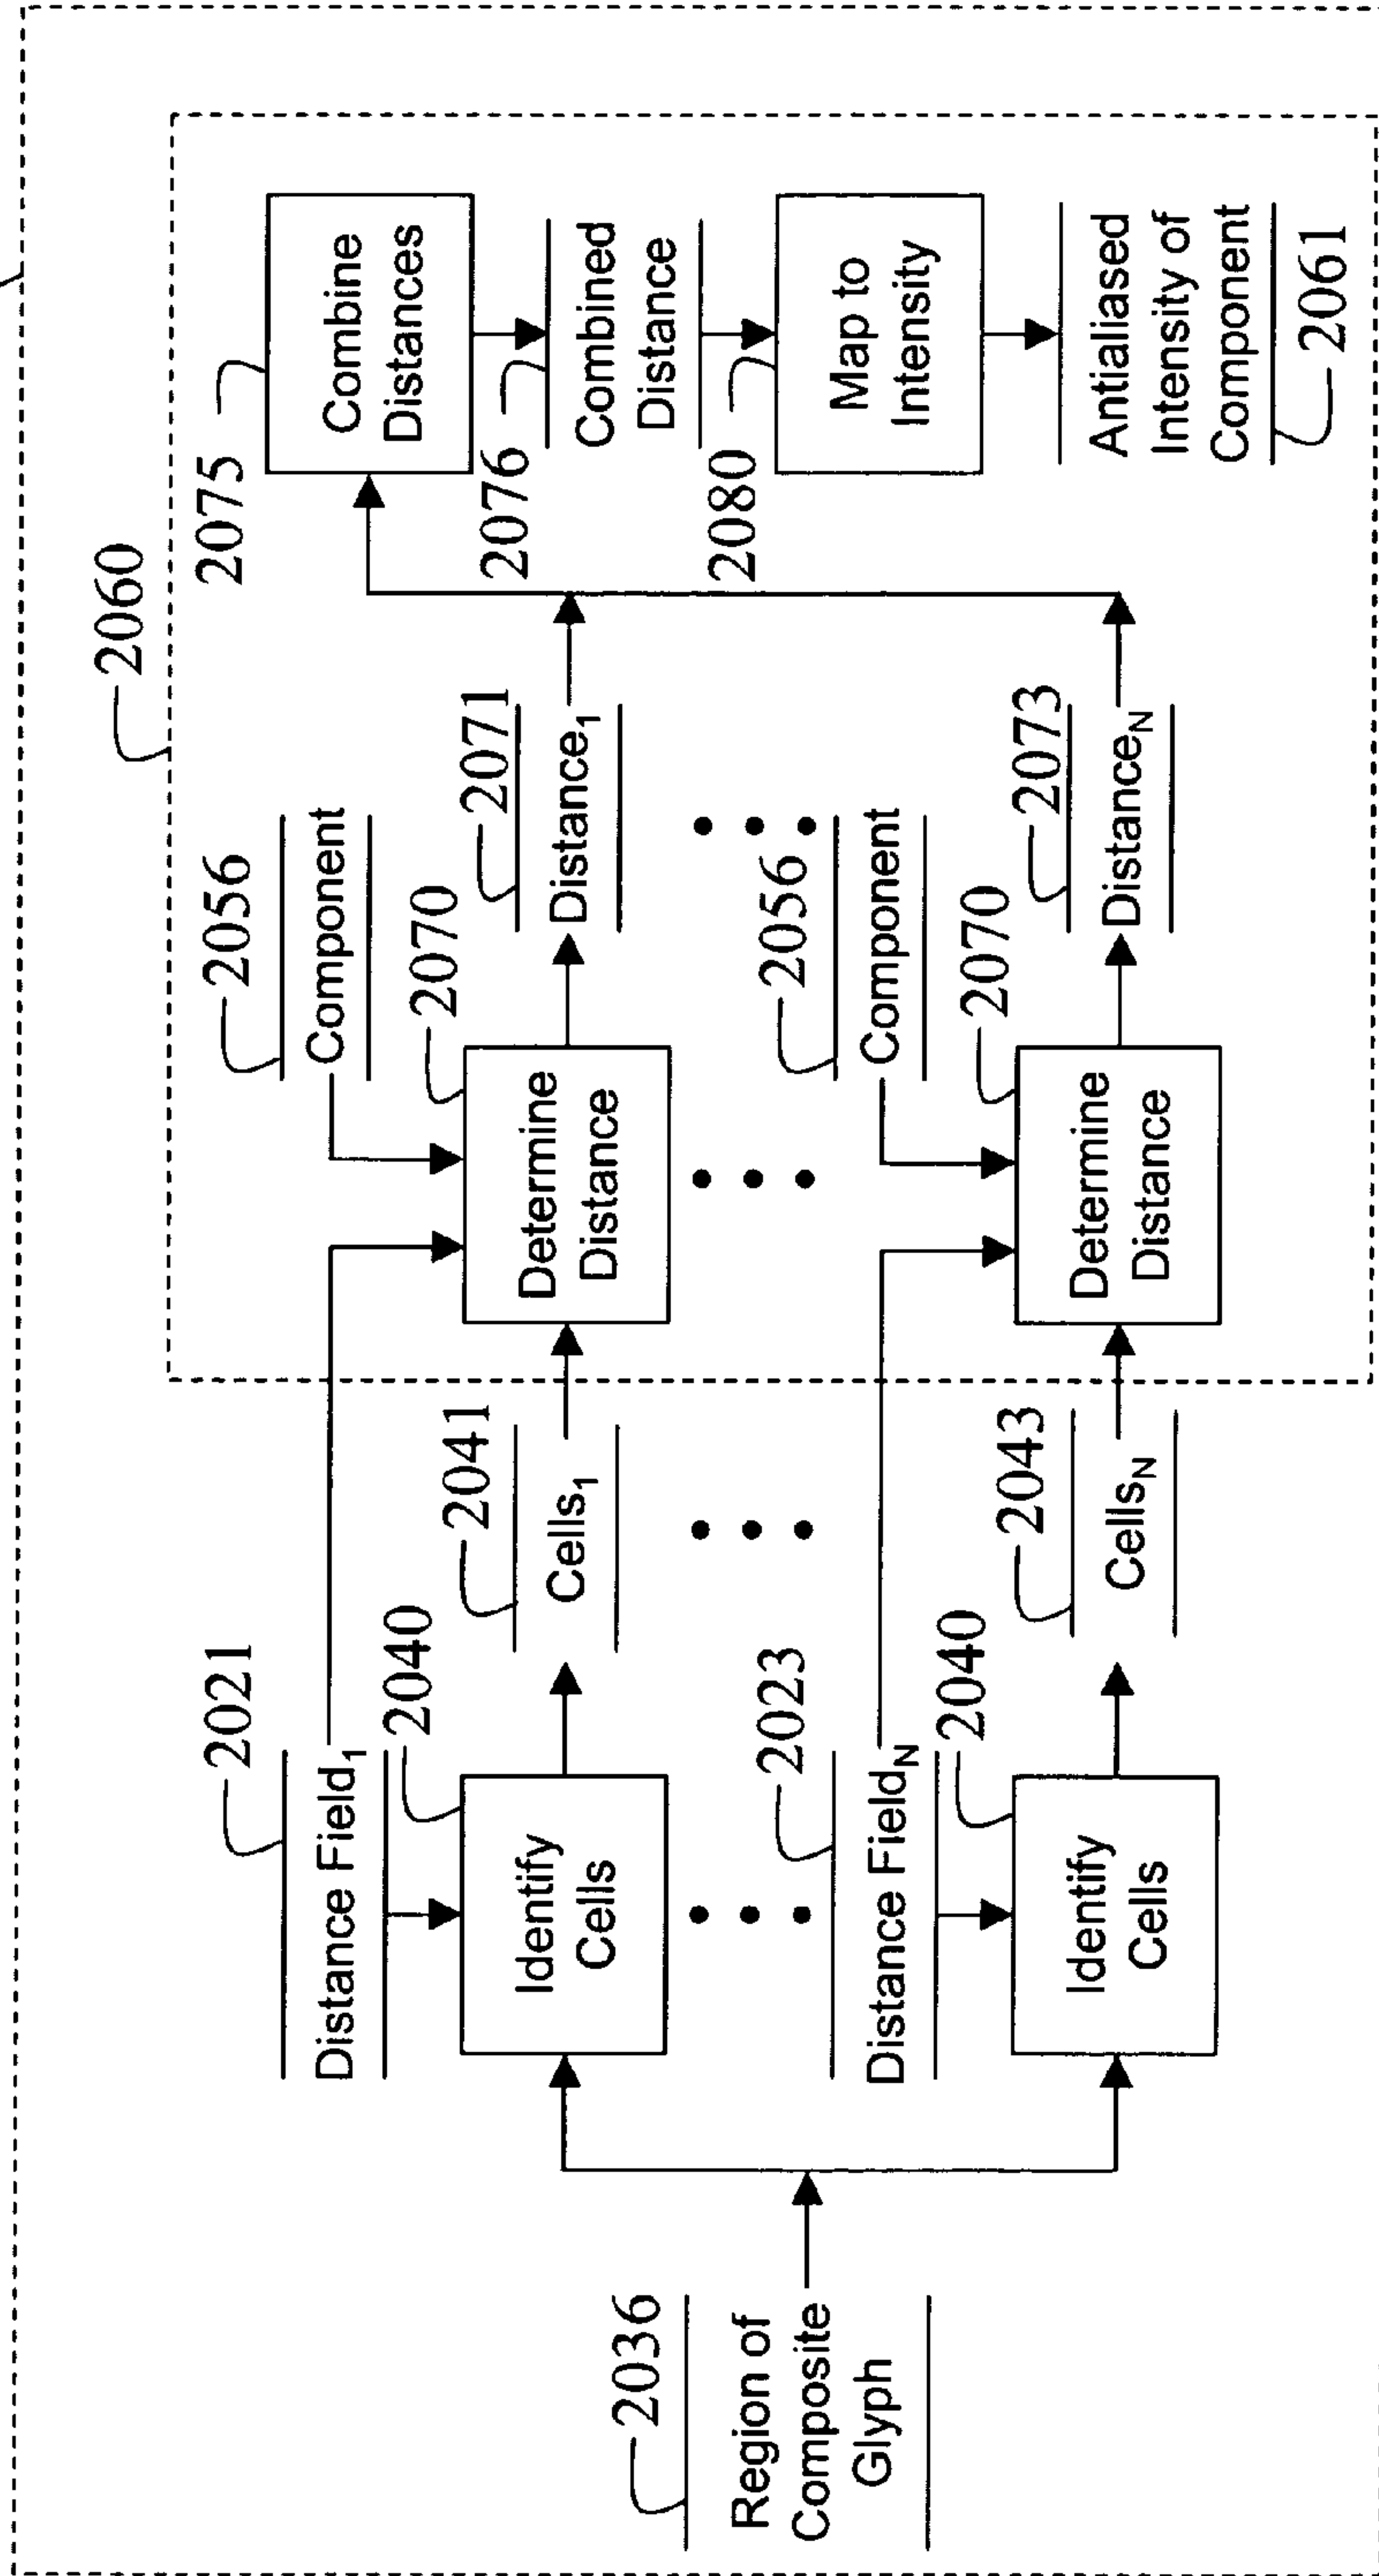 2060
2075
Combine
Distances
2076
Combined
Distance
2080
Map to
Intensity
Antialiased
Intensity of
Component
2061
2021
Distance Field₁
2040
Identify
Cells
2041
Cells₁
2056
Component
2070
Determine
Distance
2071
Distance₁
2036
Region of
Composite
Glyph
2023
Distance Fieldₙ
2040
Identify
Cells
2043
Cellsₙ
2056
Component
2070
Determine
Distance
2073
Distanceₙ